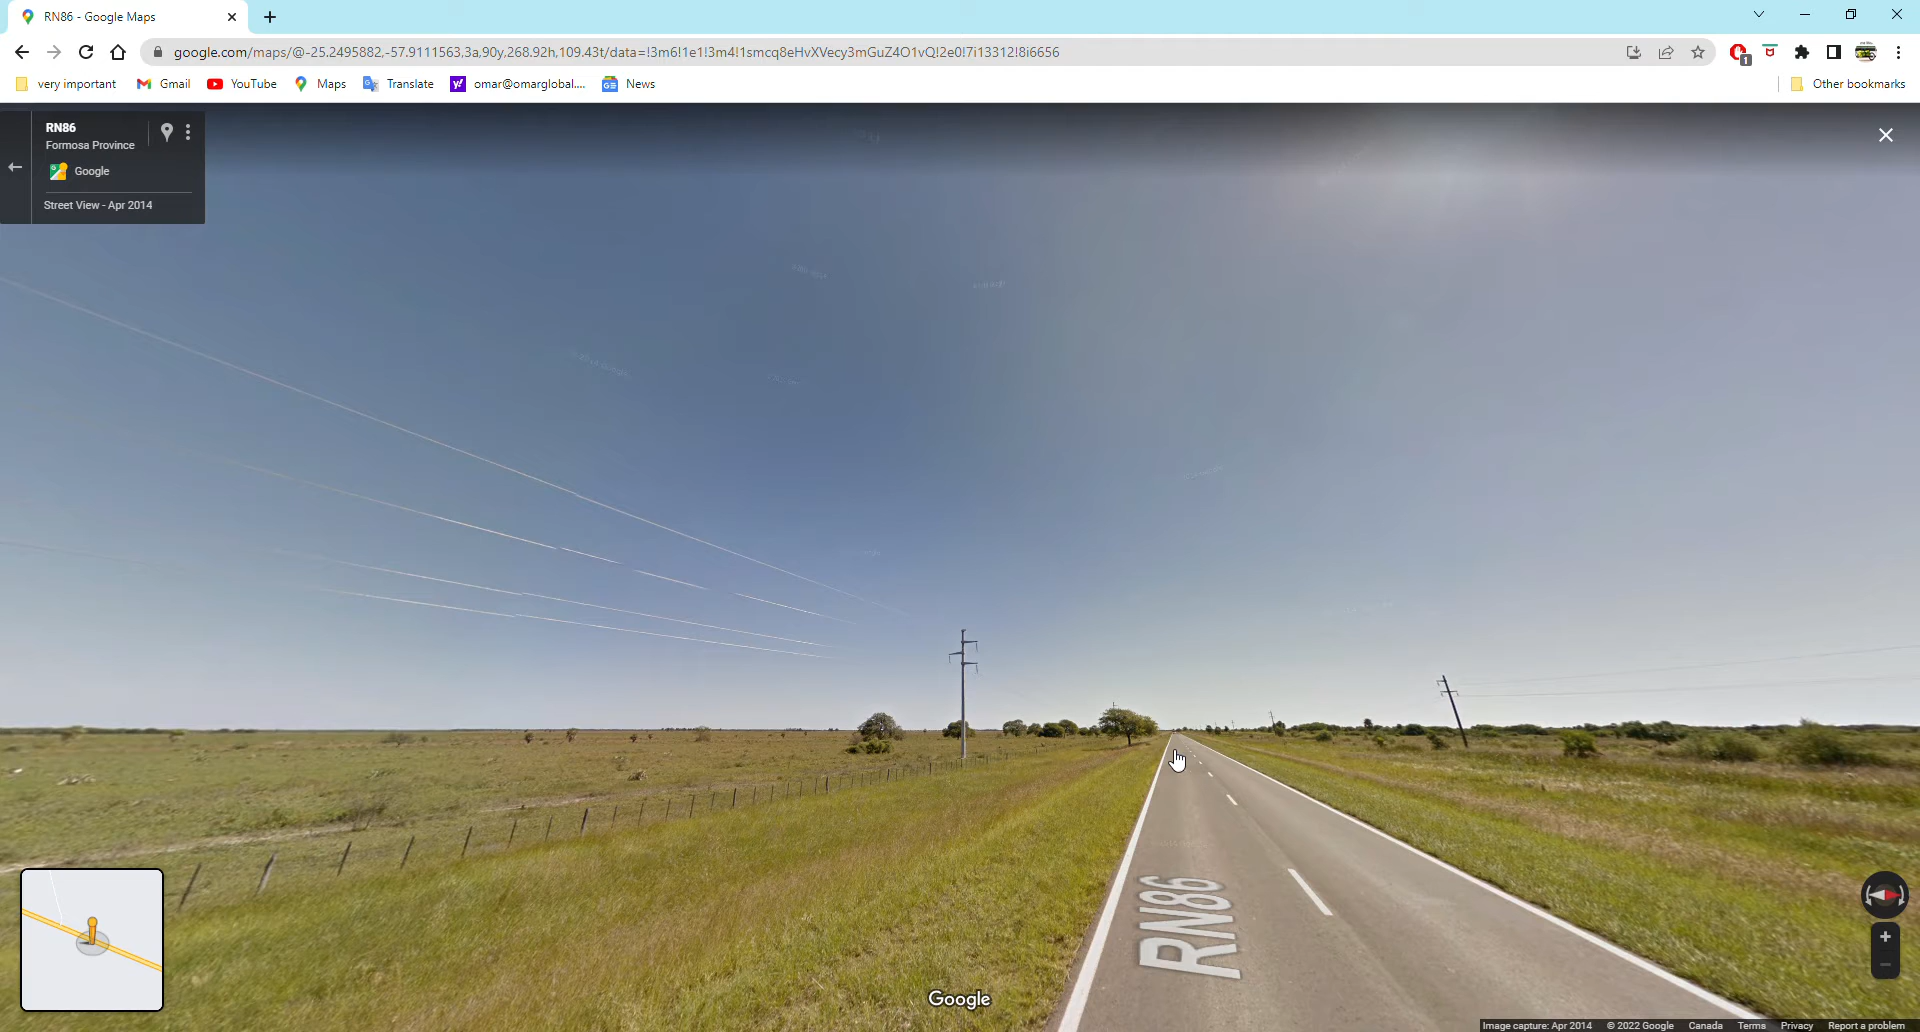 RN86 - Google Maps
google.com/maps/@-25.2495882,-57.9111563,3a,90y,268.92h,109.43t/data=!3m6!1e1!3m4!1smcq8eHvXVecy3mGuZ4O1vQ!2e0!7i13312!8i6656
1
very important
Gmail
YouTube
Maps
Translate
omar@omarglobal....
News
Other bookmarks
RN86
Formosa Province
Google
Street View - Apr 2014
RN86
Google
Image capture: Apr 2014 © 2022 Google Canada Terms Privacy Report a problem